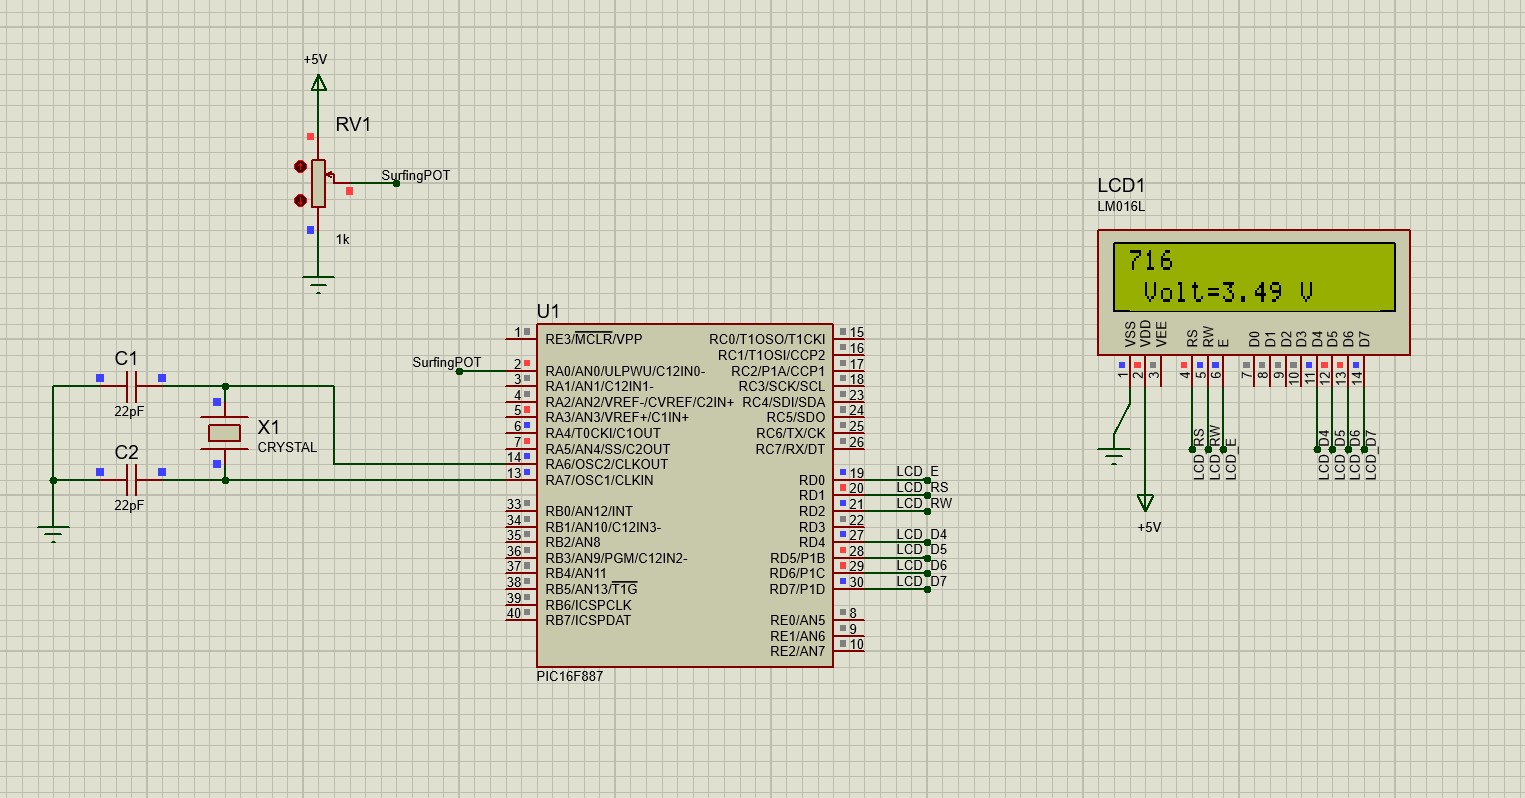 +5V
RV1
SurfingPOT
1k
LCD1
LM016L
716
Volt=3.49 V
VSS
VDD
VEE
RS
RW
E
D0
D1
D2
D3
D4
D5
D6
D7
1
2
3
4
5
6
7
8
9
10
11
12
13
14
LCD_RS
LCD_RW
LCD_E
LCD_D4
LCD_D5
LCD_D6
LCD_D7
+5V
C1
22pF
C2
22pF
X1
CRYSTAL
SurfingPOT
U1
1 RE3/MCLR/VPP
2 RA0/AN0/ULPWU/C12IN0-
3 RA1/AN1/C12IN1-
4 RA2/AN2/VREF-/CVREF/C2IN+
5 RA3/AN3/VREF+/C1IN+
6 RA4/T0CKI/C1OUT
7 RA5/AN4/SS/C2OUT
14 RA6/OSC2/CLKOUT
13 RA7/OSC1/CLKIN
33 RB0/AN12/INT
34 RB1/AN10/C12IN3-
35 RB2/AN8
36 RB3/AN9/PGM/C12IN2-
37 RB4/AN11
38 RB5/AN13/T1G
39 RB6/ICSPCLK
40 RB7/ICSPDAT
RC0/T1OSO/T1CKI 15
RC1/T1OSI/CCP2 16
RC2/P1A/CCP1 17
RC3/SCK/SCL 18
RC4/SDI/SDA 23
RC5/SDO 24
RC6/TX/CK 25
RC7/RX/DT 26
RD0 19 LCD_E
RD1 20 LCD_RS
RD2 21 LCD_RW
RD3 22
RD4 27 LCD_D4
RD5/P1B 28 LCD_D5
RD6/P1C 29 LCD_D6
RD7/P1D 30 LCD_D7
RE0/AN5 8
RE1/AN6 9
RE2/AN7 10
PIC16F887